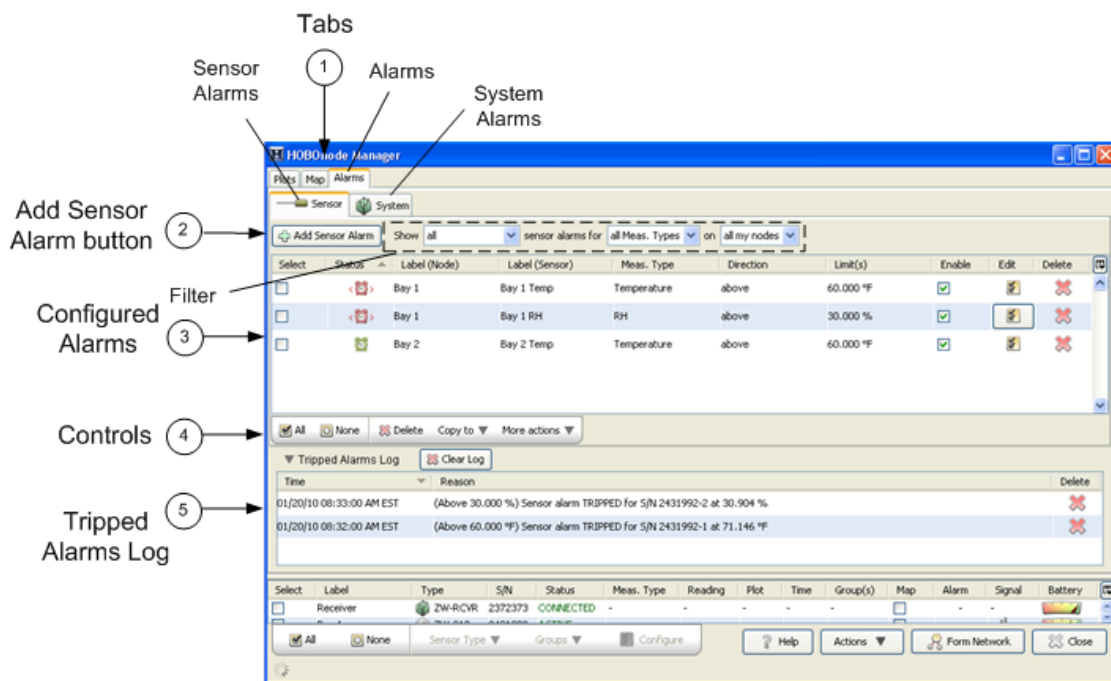 Tabs
1
Sensor Alarms
Alarms
System Alarms
HOBOnode Manager
Plots Map Alarms
Sensor System
Add Sensor Alarm button
2
Add Sensor Alarm Show all sensor alarms for all Meas. Types on all my nodes
Select Status Label (Node) Label (Sensor) Meas. Type Direction Limit(s) Enable Edit Delete
Filter
Bay 1 Bay 1 Temp Temperature above 60.000 °F
Configured Alarms
3
Bay 1 Bay 1 RH RH above 30.000 %
Bay 2 Bay 2 Temp Temperature above 60.000 °F
Controls
4
All None Delete Copy to More actions
Tripped Alarms Log Clear Log
Time Reason Delete
Tripped Alarms Log
5
01/20/10 08:33:00 AM EST (Above 30.000 %) Sensor alarm TRIPPED for S/N 2431992-2 at 30.904 %
01/20/10 08:32:00 AM EST (Above 60.000 °F) Sensor alarm TRIPPED for S/N 2431992-1 at 71.146 °F
Select Label Type S/N Status Meas. Type Reading Plot Time Group(s) Map Alarm Signal Battery
Receiver ZW-RCVR 2372373 CONNECTED - - - - - - -
All None Sensor Type Groups Configure Help Actions Form Network Close